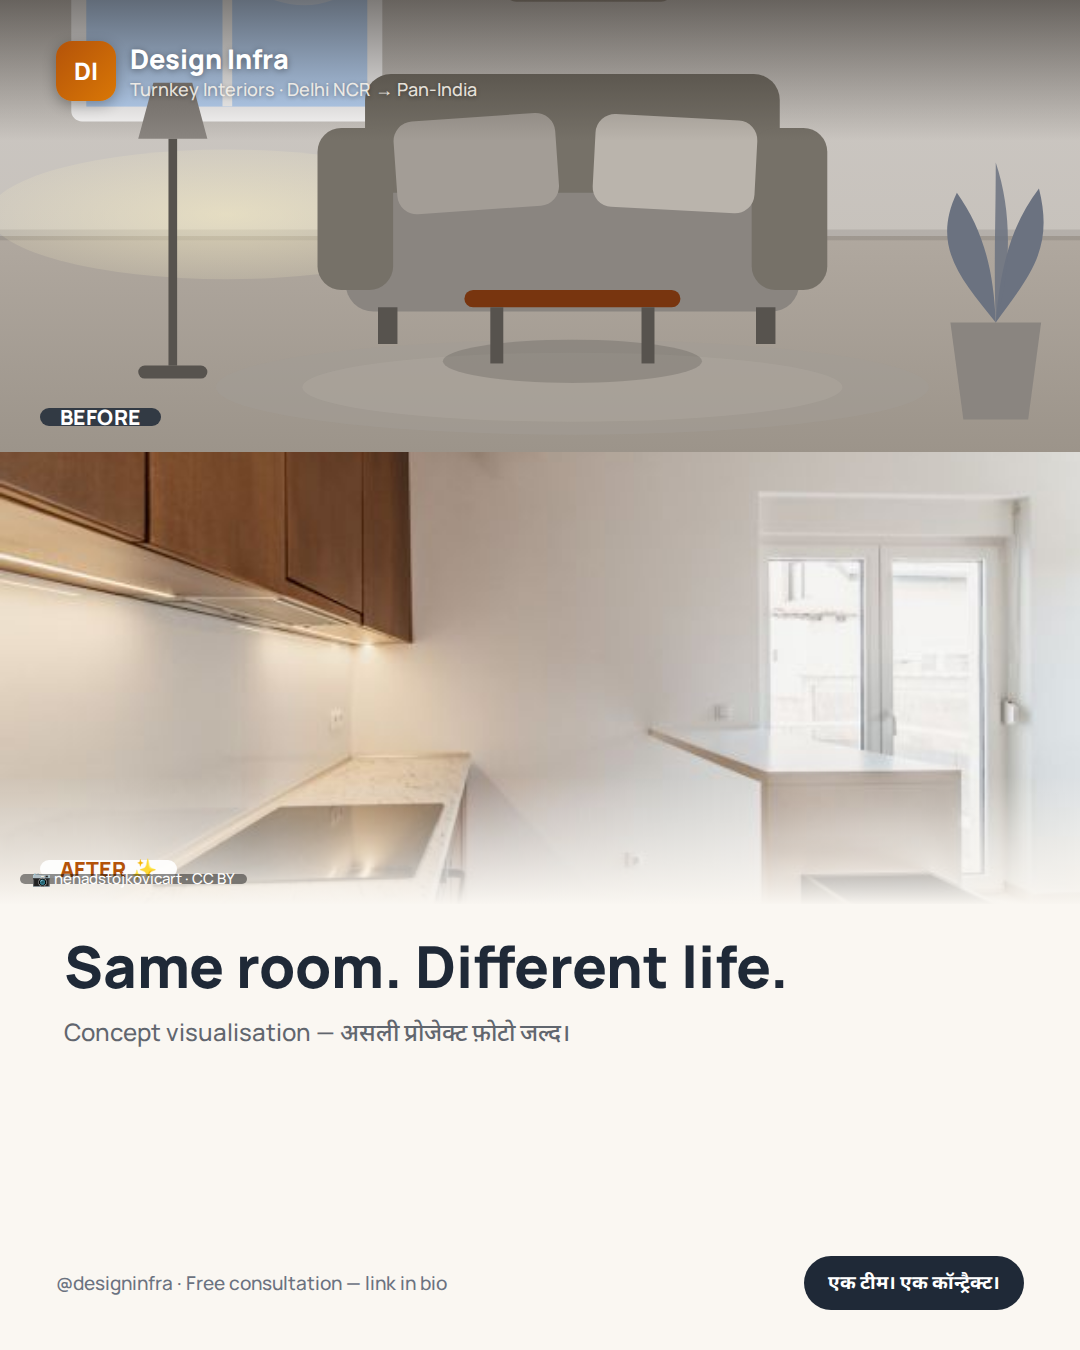 DI
Design Infra
Turnkey Interiors · Delhi NCR → Pan-India
BEFORE
AFTER ✨
📷 nenadstojkovicart · CC BY
Same room. Different life.
Concept visualisation — असली प्रोजेक्ट फ़ोटो जल्द।
@designinfra · Free consultation — link in bio
एक टीम। एक कॉन्ट्रैक्ट।